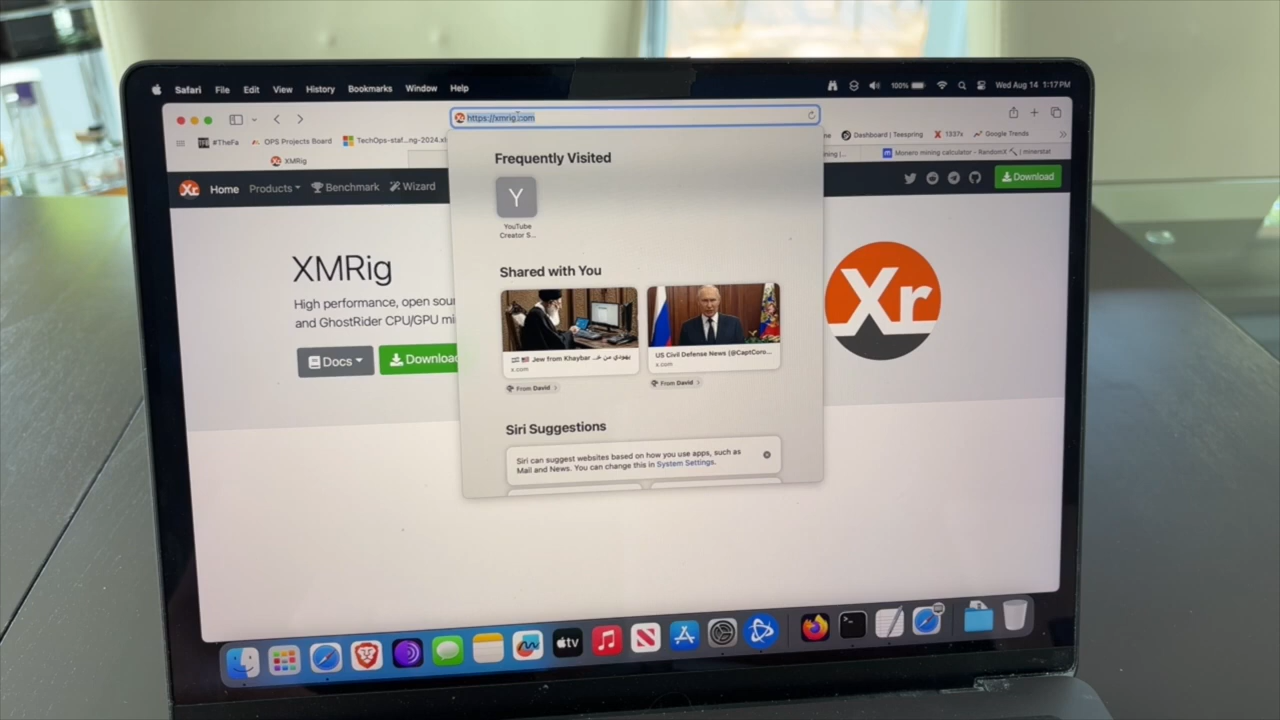 Safari File Edit View History Bookmarks Window Help
100% Wed Aug 14 1:17PM
https://xmrig.com
#TheFa OPS Projects Board TechOps-staf...ng-2024.xl
Dashboard | Teespring 1337x Google Trends
XMRig
Monero mining calculator - RandomX | minerstat
Xr Home Products Benchmark Wizard
Download
Frequently Visited
Y
YouTube
Creator S...
XMRig
High performance, open sour
and GhostRider CPU/GPU mi
Docs
Download
Xr
Shared with You
Jew from Khaybar
x.com
From David
US Civil Defense News (@CaptCoro...
x.com
From David
Siri Suggestions
Siri can suggest websites based on how you use apps, such as
Mail and News. You can change this in System Settings.
tv